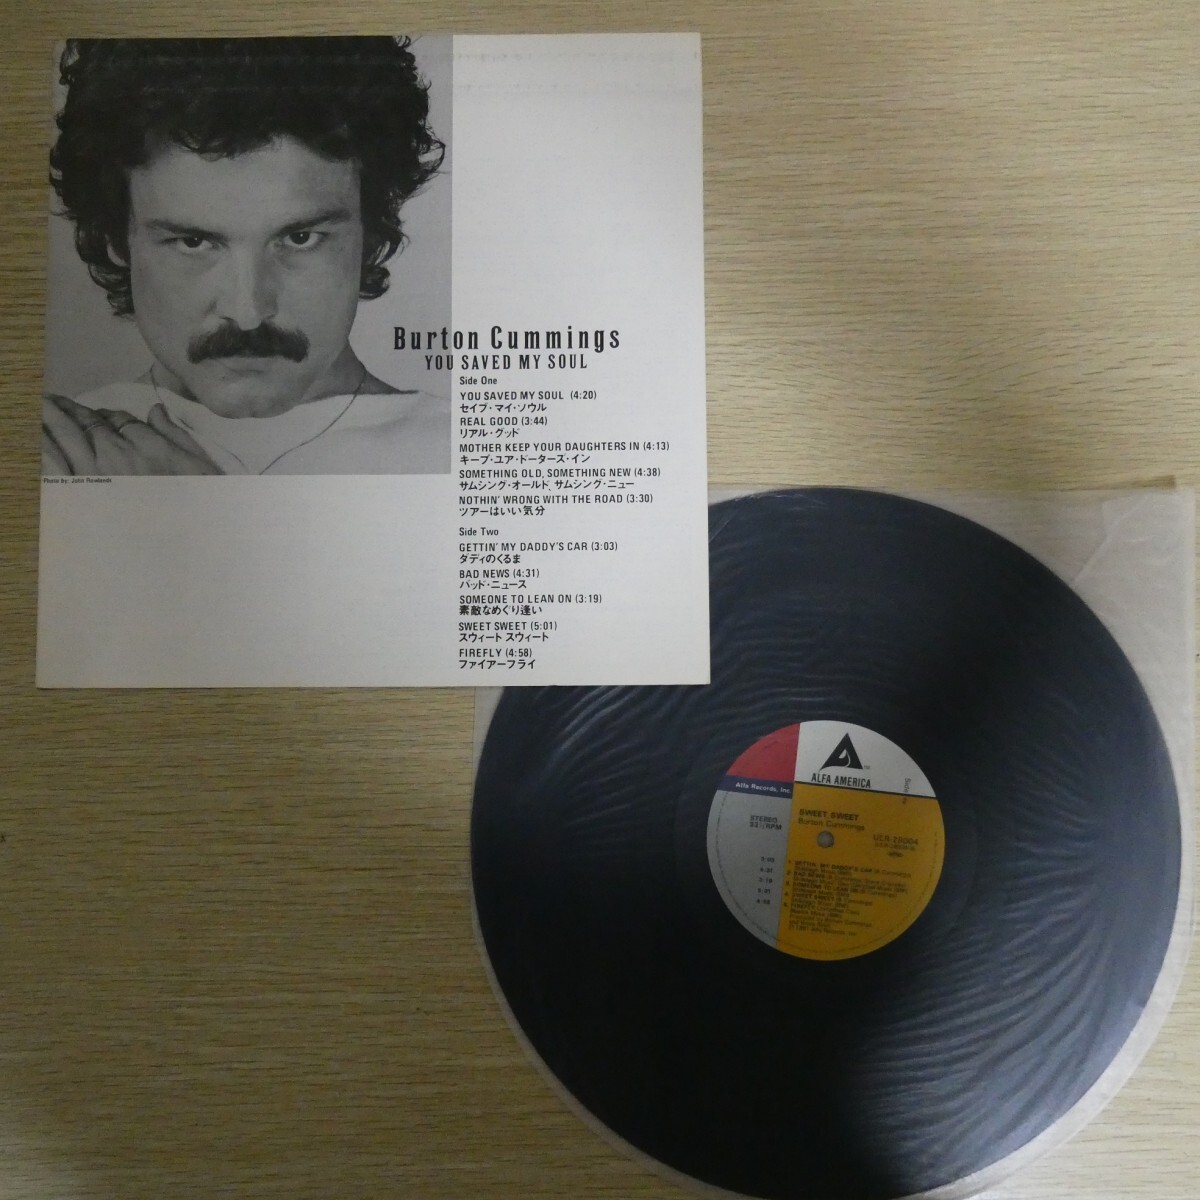 Burton Cummings
YOU SAVED MY SOUL
Side One
YOU SAVED MY SOUL (4:20)
セイブ・マイ・ソウル
REAL GOOD (3:44)
リアル・グッド
MOTHER KEEP YOUR DAUGHTERS IN (4:13)
キープ・ユア・ドーターズ・イン
SOMETHING OLD, SOMETHING NEW (4:38)
サムシング・オールド、サムシング・ニュー
NOTHIN' WRONG WITH THE ROAD (3:30)
ツアーはいい気分
Side Two
GETTIN' MY DADDY'S CAR (3:03)
ダディのくるま
BAD NEWS (4:31)
バッド・ニュース
SOMEONE TO LEAN ON (3:19)
素敵なめぐり逢い
SWEET SWEET (5:01)
スウィート スウィート
FIREFLY (4:58)
ファイアーフライ
Photo by: John Rowlands
ALFA AMERICA
Alfa Records, Inc.
STEREO
33 1/3 RPM
SWEET, SWEET
Burton Cummings